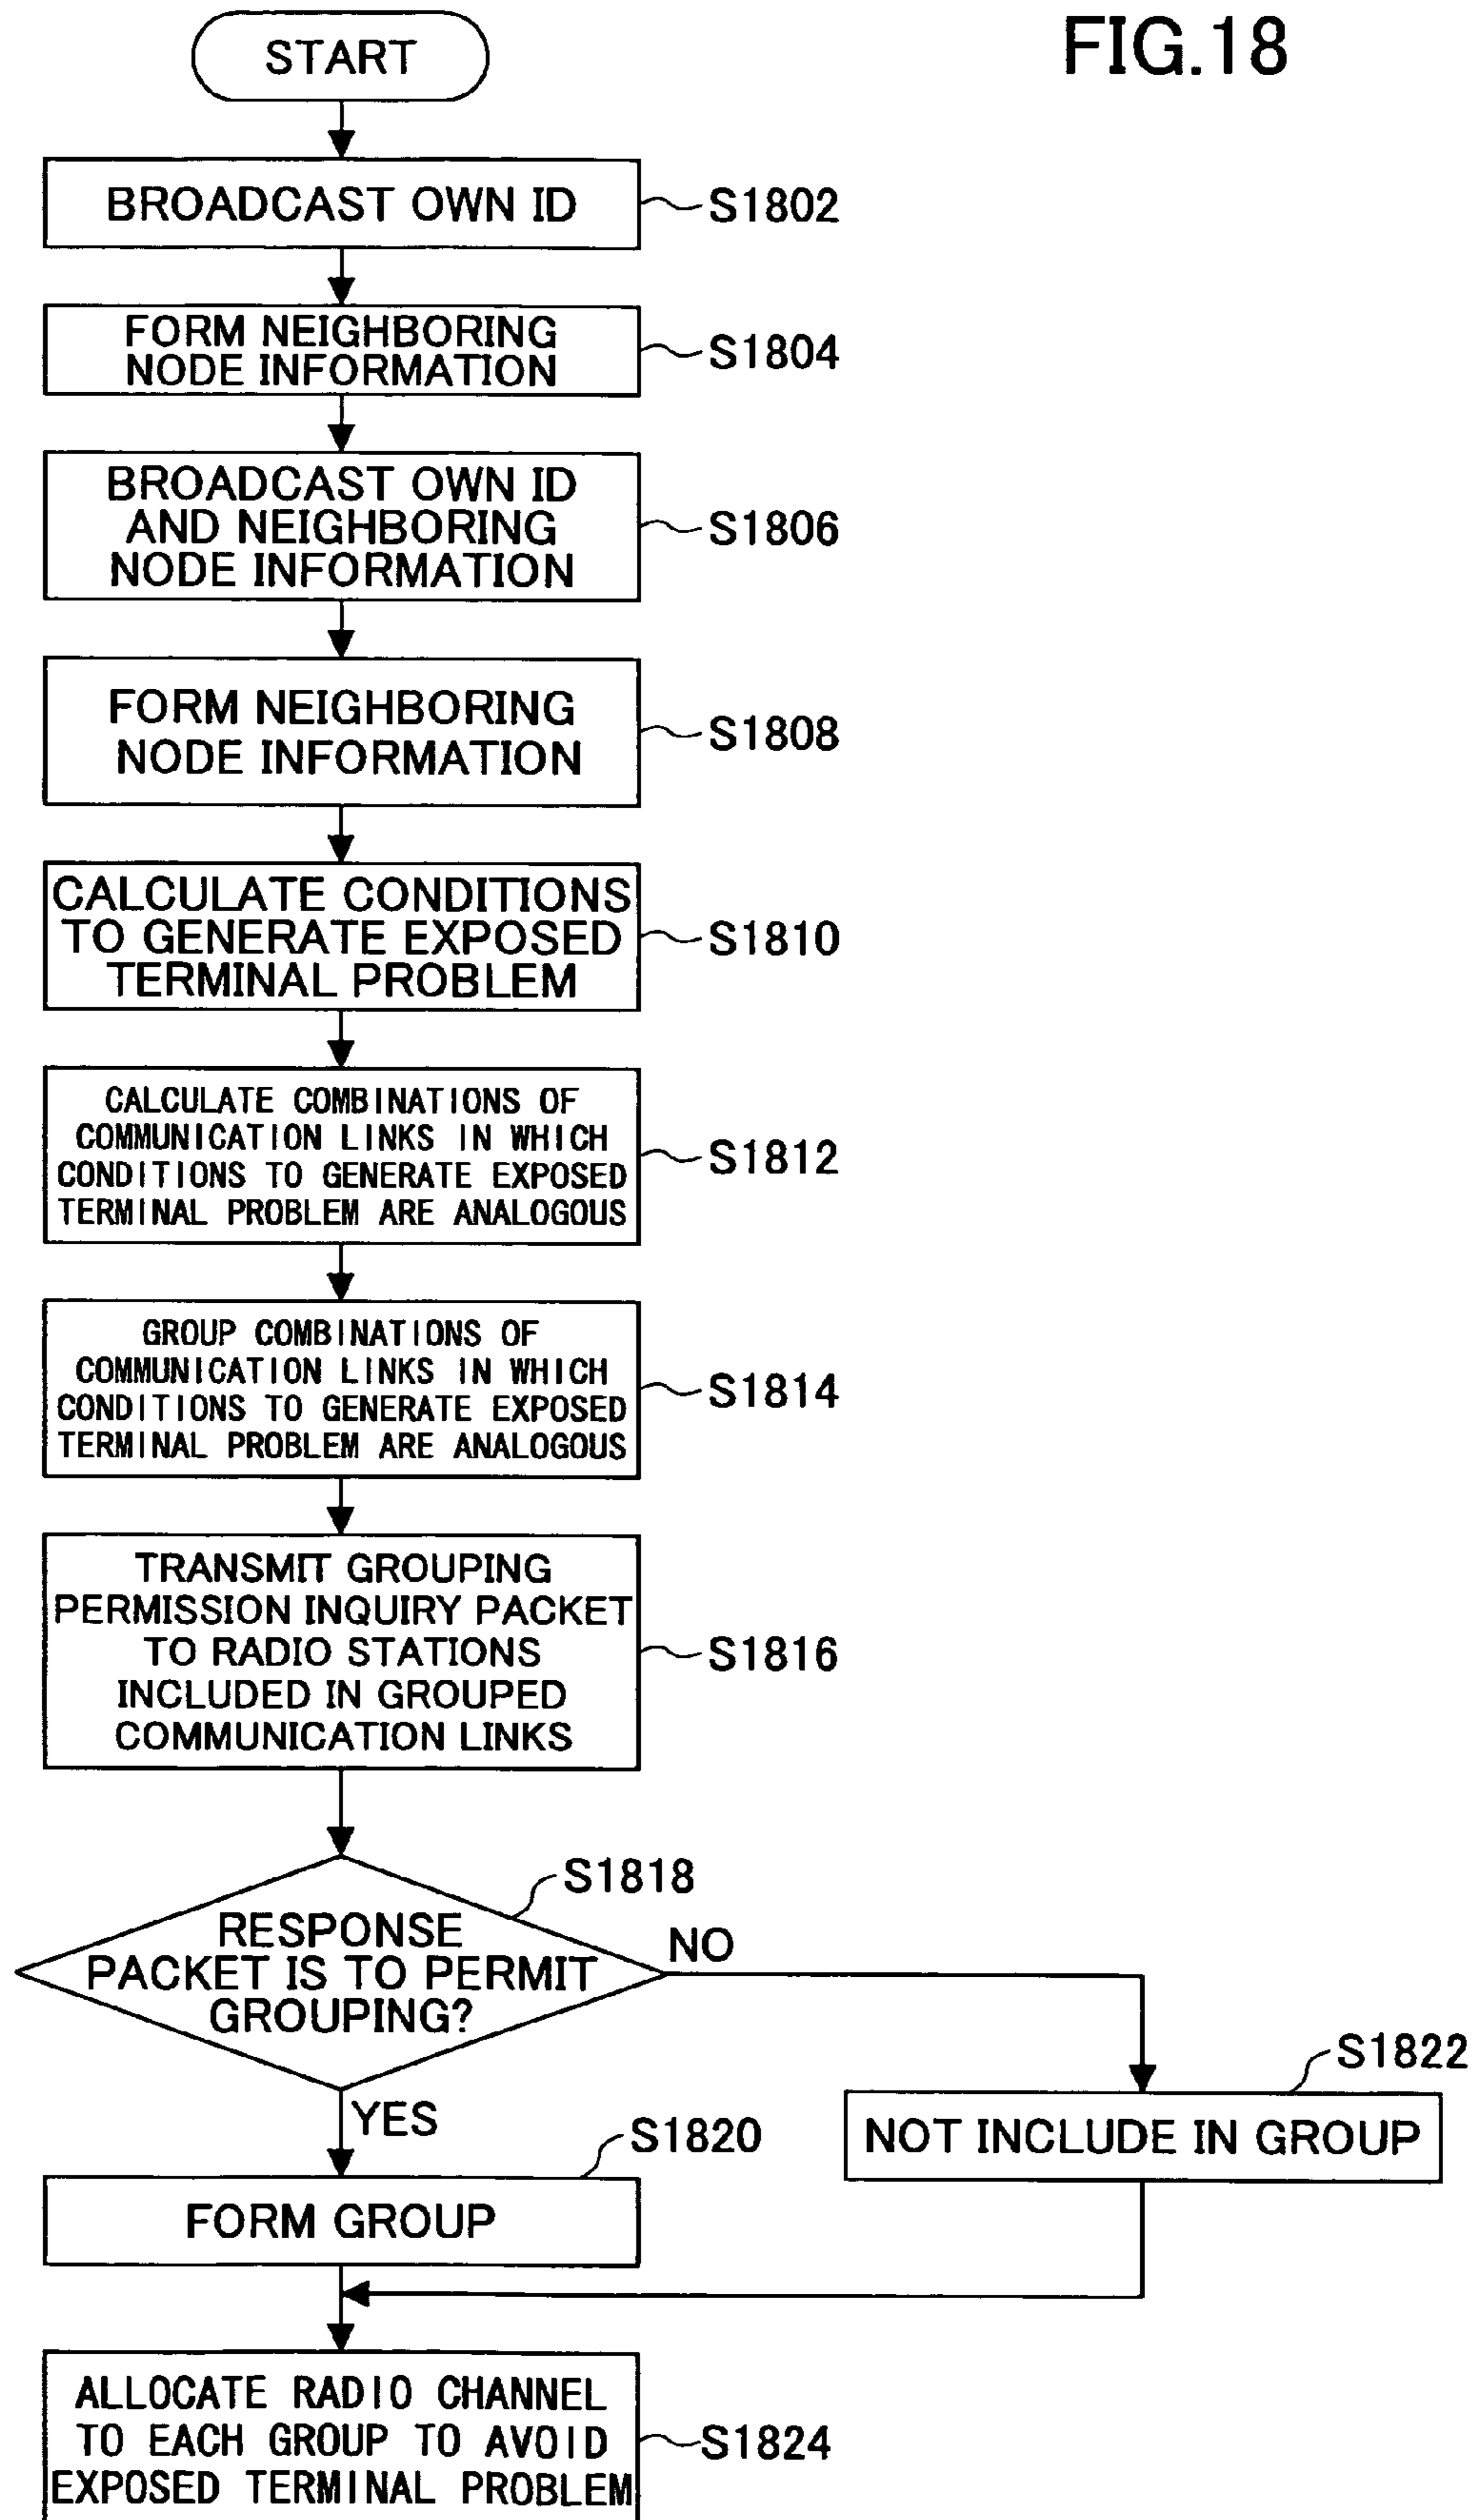 FIG.18
START
BROADCAST OWN ID
S1802
FORM NEIGHBORING
NODE INFORMATION
S1804
BROADCAST OWN ID
AND NEIGHBORING
NODE INFORMATION
S1806
FORM NEIGHBORING
NODE INFORMATION
S1808
CALCULATE CONDITIONS
TO GENERATE EXPOSED
TERMINAL PROBLEM
S1810
CALCULATE COMBINATIONS OF
COMMUNICATION LINKS IN WHICH
CONDITIONS TO GENERATE EXPOSED
TERMINAL PROBLEM ARE ANALOGOUS
S1812
GROUP COMBINATIONS OF
COMMUNICATION LINKS IN WHICH
CONDITIONS TO GENERATE EXPOSED
TERMINAL PROBLEM ARE ANALOGOUS
S1814
TRANSMIT GROUPING
PERMISSION INQUIRY PACKET
TO RADIO STATIONS
INCLUDED IN GROUPED
COMMUNICATION LINKS
S1816
S1818
RESPONSE
PACKET IS TO PERMIT
GROUPING?
NO
YES
S1822
NOT INCLUDE IN GROUP
S1820
FORM GROUP
ALLOCATE RADIO CHANNEL
TO EACH GROUP TO AVOID
EXPOSED TERMINAL PROBLEM
S1824